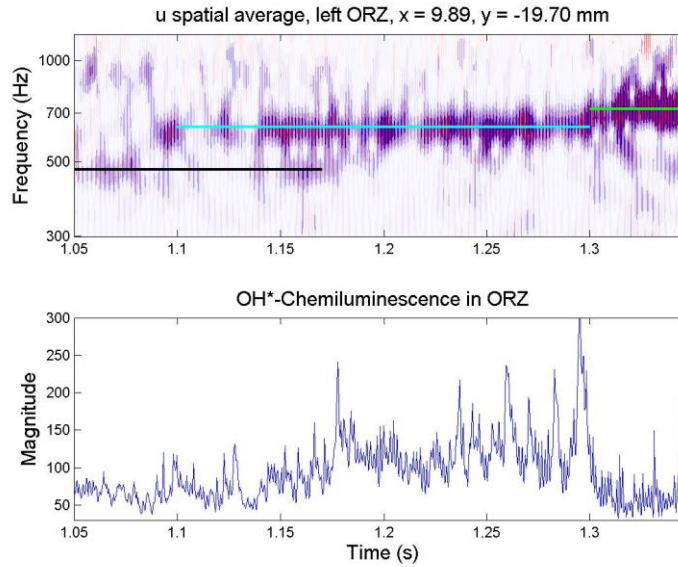 u spatial average, left ORZ, x = 9.89, y = -19.70 mm
1000
700
500
300
Frequency (Hz)
1.05 1.1 1.15 1.2 1.25 1.3
OH*-Chemiluminescence in ORZ
300
250
200
150
100
50
Magnitude
1.05 1.1 1.15 1.2 1.25 1.3
Time (s)